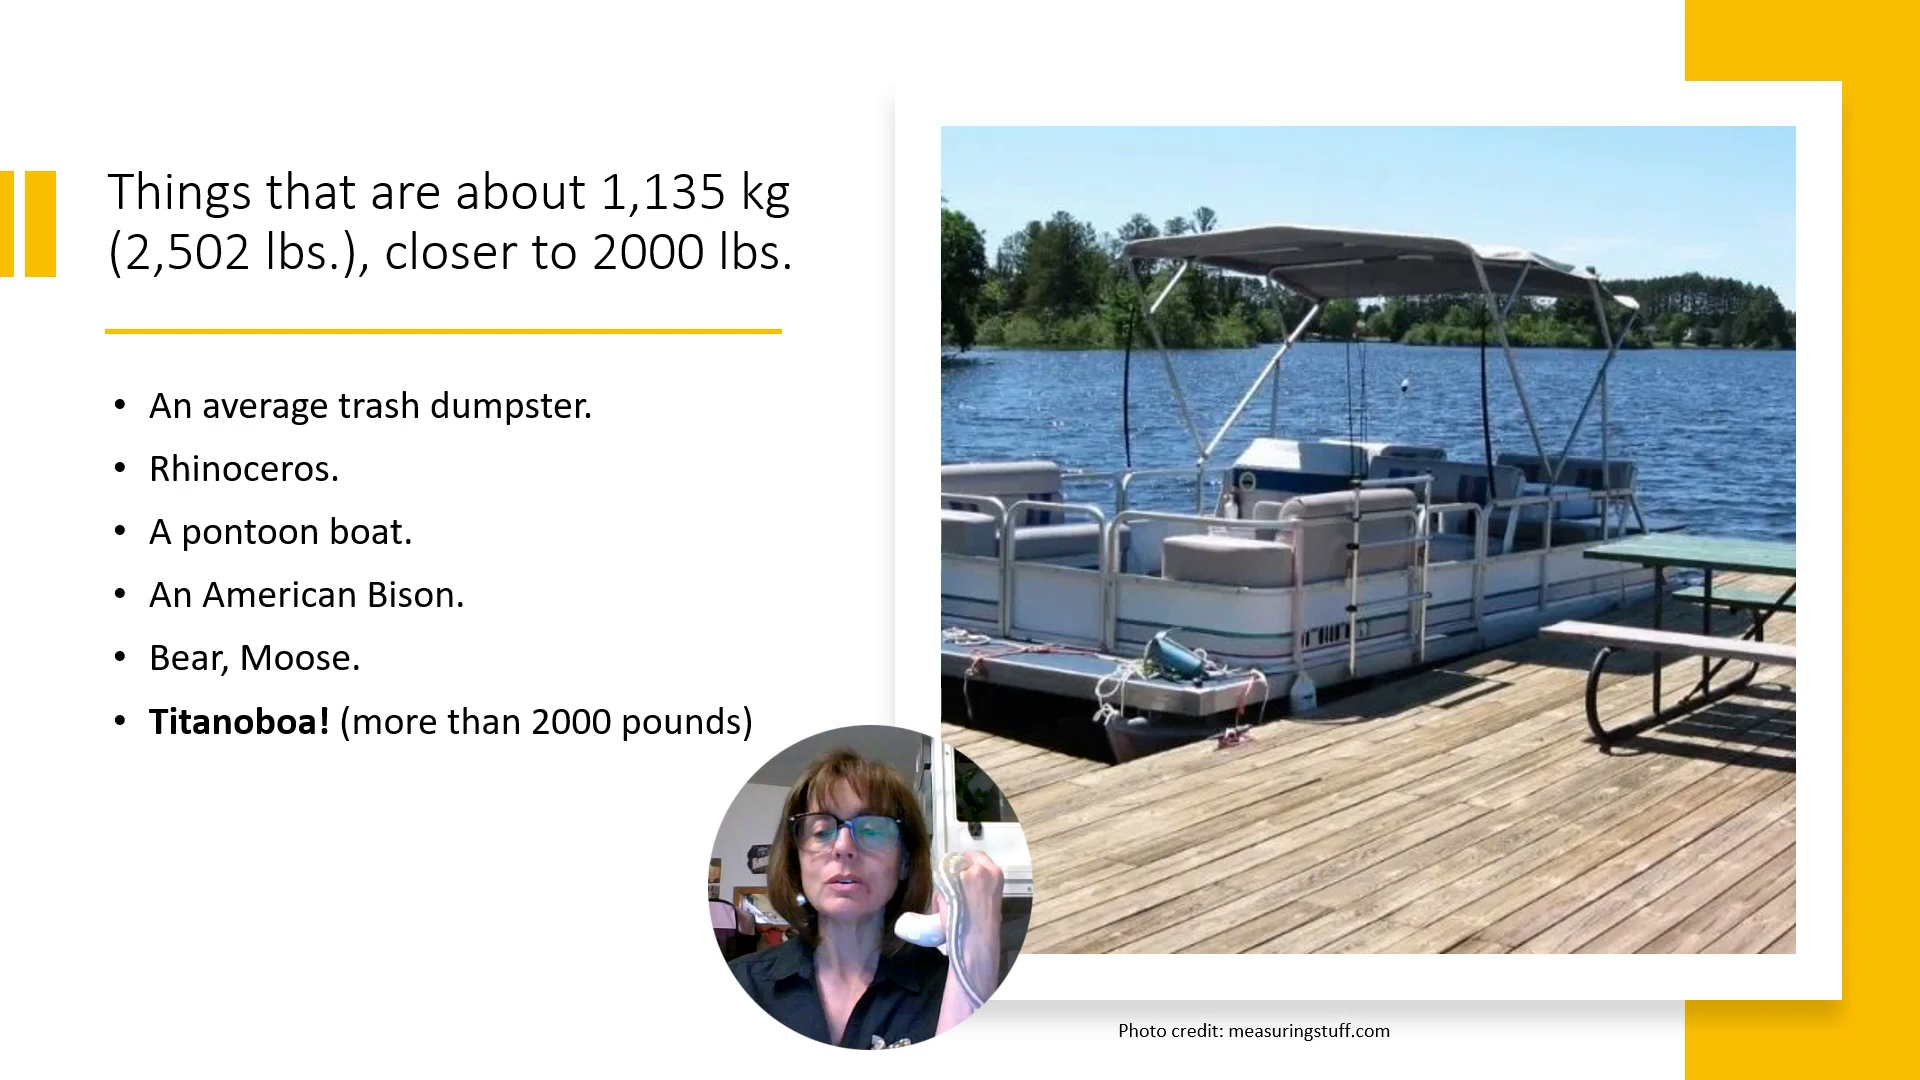 Things that are about 1,135 kg
(2,502 lbs.), closer to 2000 lbs.
• An average trash dumpster.
• Rhinoceros.
• A pontoon boat.
• An American Bison.
• Bear, Moose.
• Titanoboa! (more than 2000 pounds)
Photo credit: measuringstuff.com